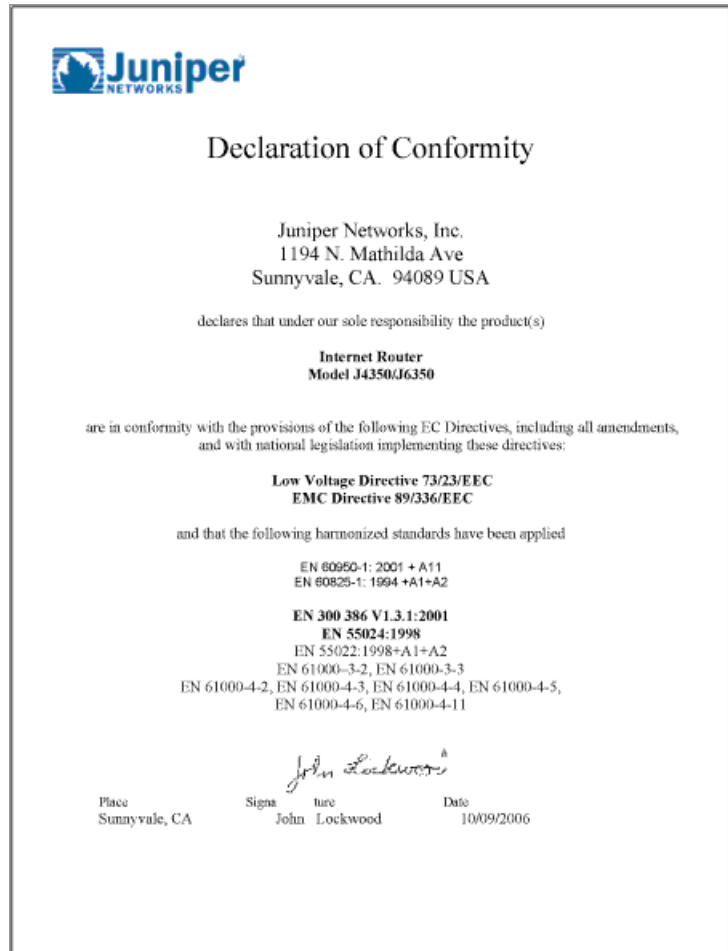 Juniper
NETWORKS
Declaration of Conformity
Juniper Networks, Inc.
1194 N. Mathilda Ave
Sunnyvale, CA. 94089 USA
declares that under our sole responsibility the product(s)
Internet Router
Model J4350/J6350
are in conformity with the provisions of the following EC Directives, including all amendments,
and with national legislation implementing these directives:
Low Voltage Directive 73/23/EEC
EMC Directive 89/336/EEC
and that the following harmonized standards have been applied
EN 60950-1: 2001 + A11
EN 60825-1: 1994 +A1+A2
EN 300 386 V1.3.1:2001
EN 55024:1998
EN 55022:1998+A1+A2
EN 61000–3-2, EN 61000-3-3
EN 61000-4-2, EN 61000-4-3, EN 61000-4-4, EN 61000-4-5,
EN 61000-4-6, EN 61000-4-11
John Lockwood
Place Signa ture Date
Sunnyvale, CA John Lockwood 10/09/2006